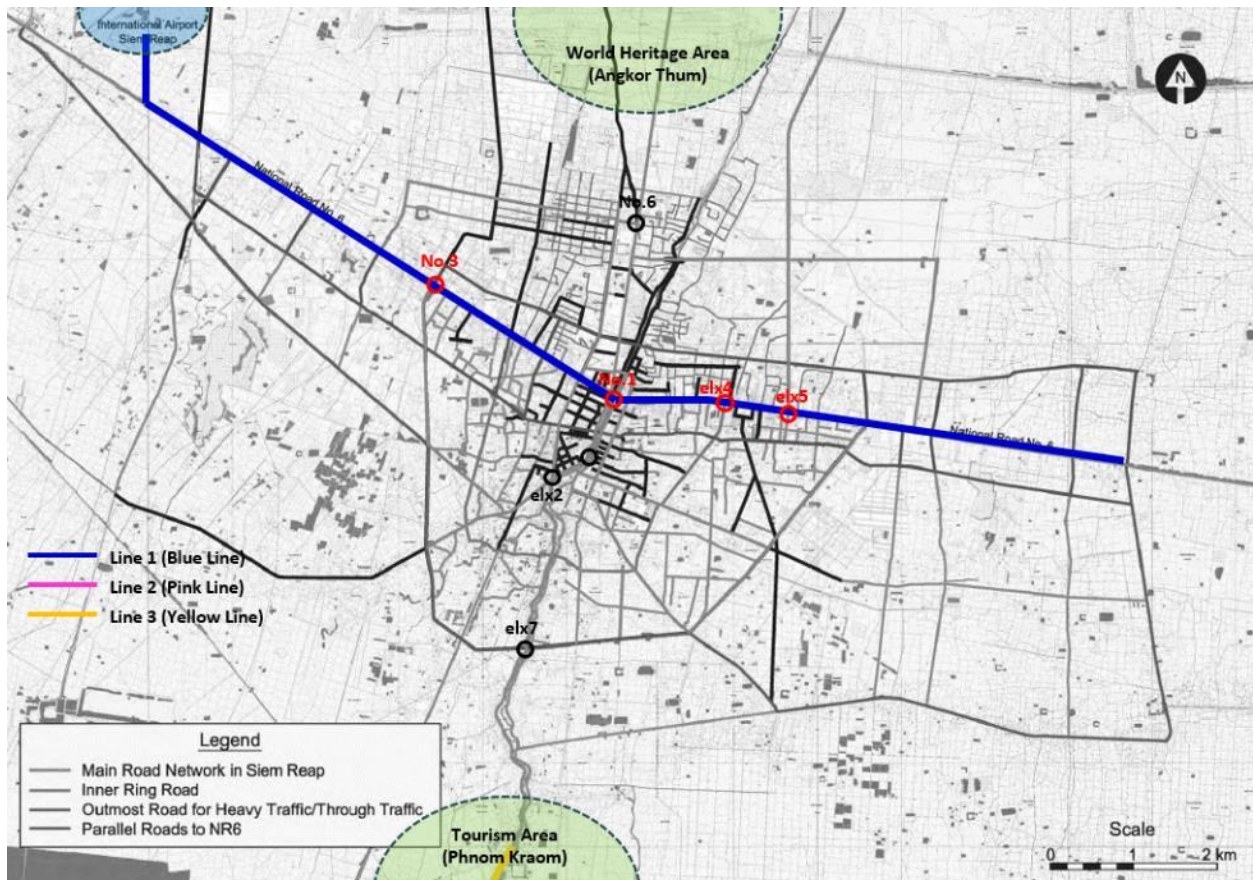 International Airport
Siem Reap
World Heritage Area
(Angkor Thum)
N
National Road No. 6
No.6
No.3
No.1
elx4
elx5
National Road No. 6
elx2
Line 1 (Blue Line)
Line 2 (Pink Line)
Line 3 (Yellow Line)
elx7
Legend
Main Road Network in Siem Reap
Inner Ring Road
Outmost Road for Heavy Traffic/Through Traffic
Parallel Roads to NR6
Tourism Area
(Phnom Kraom)
Scale
0 1 2 km